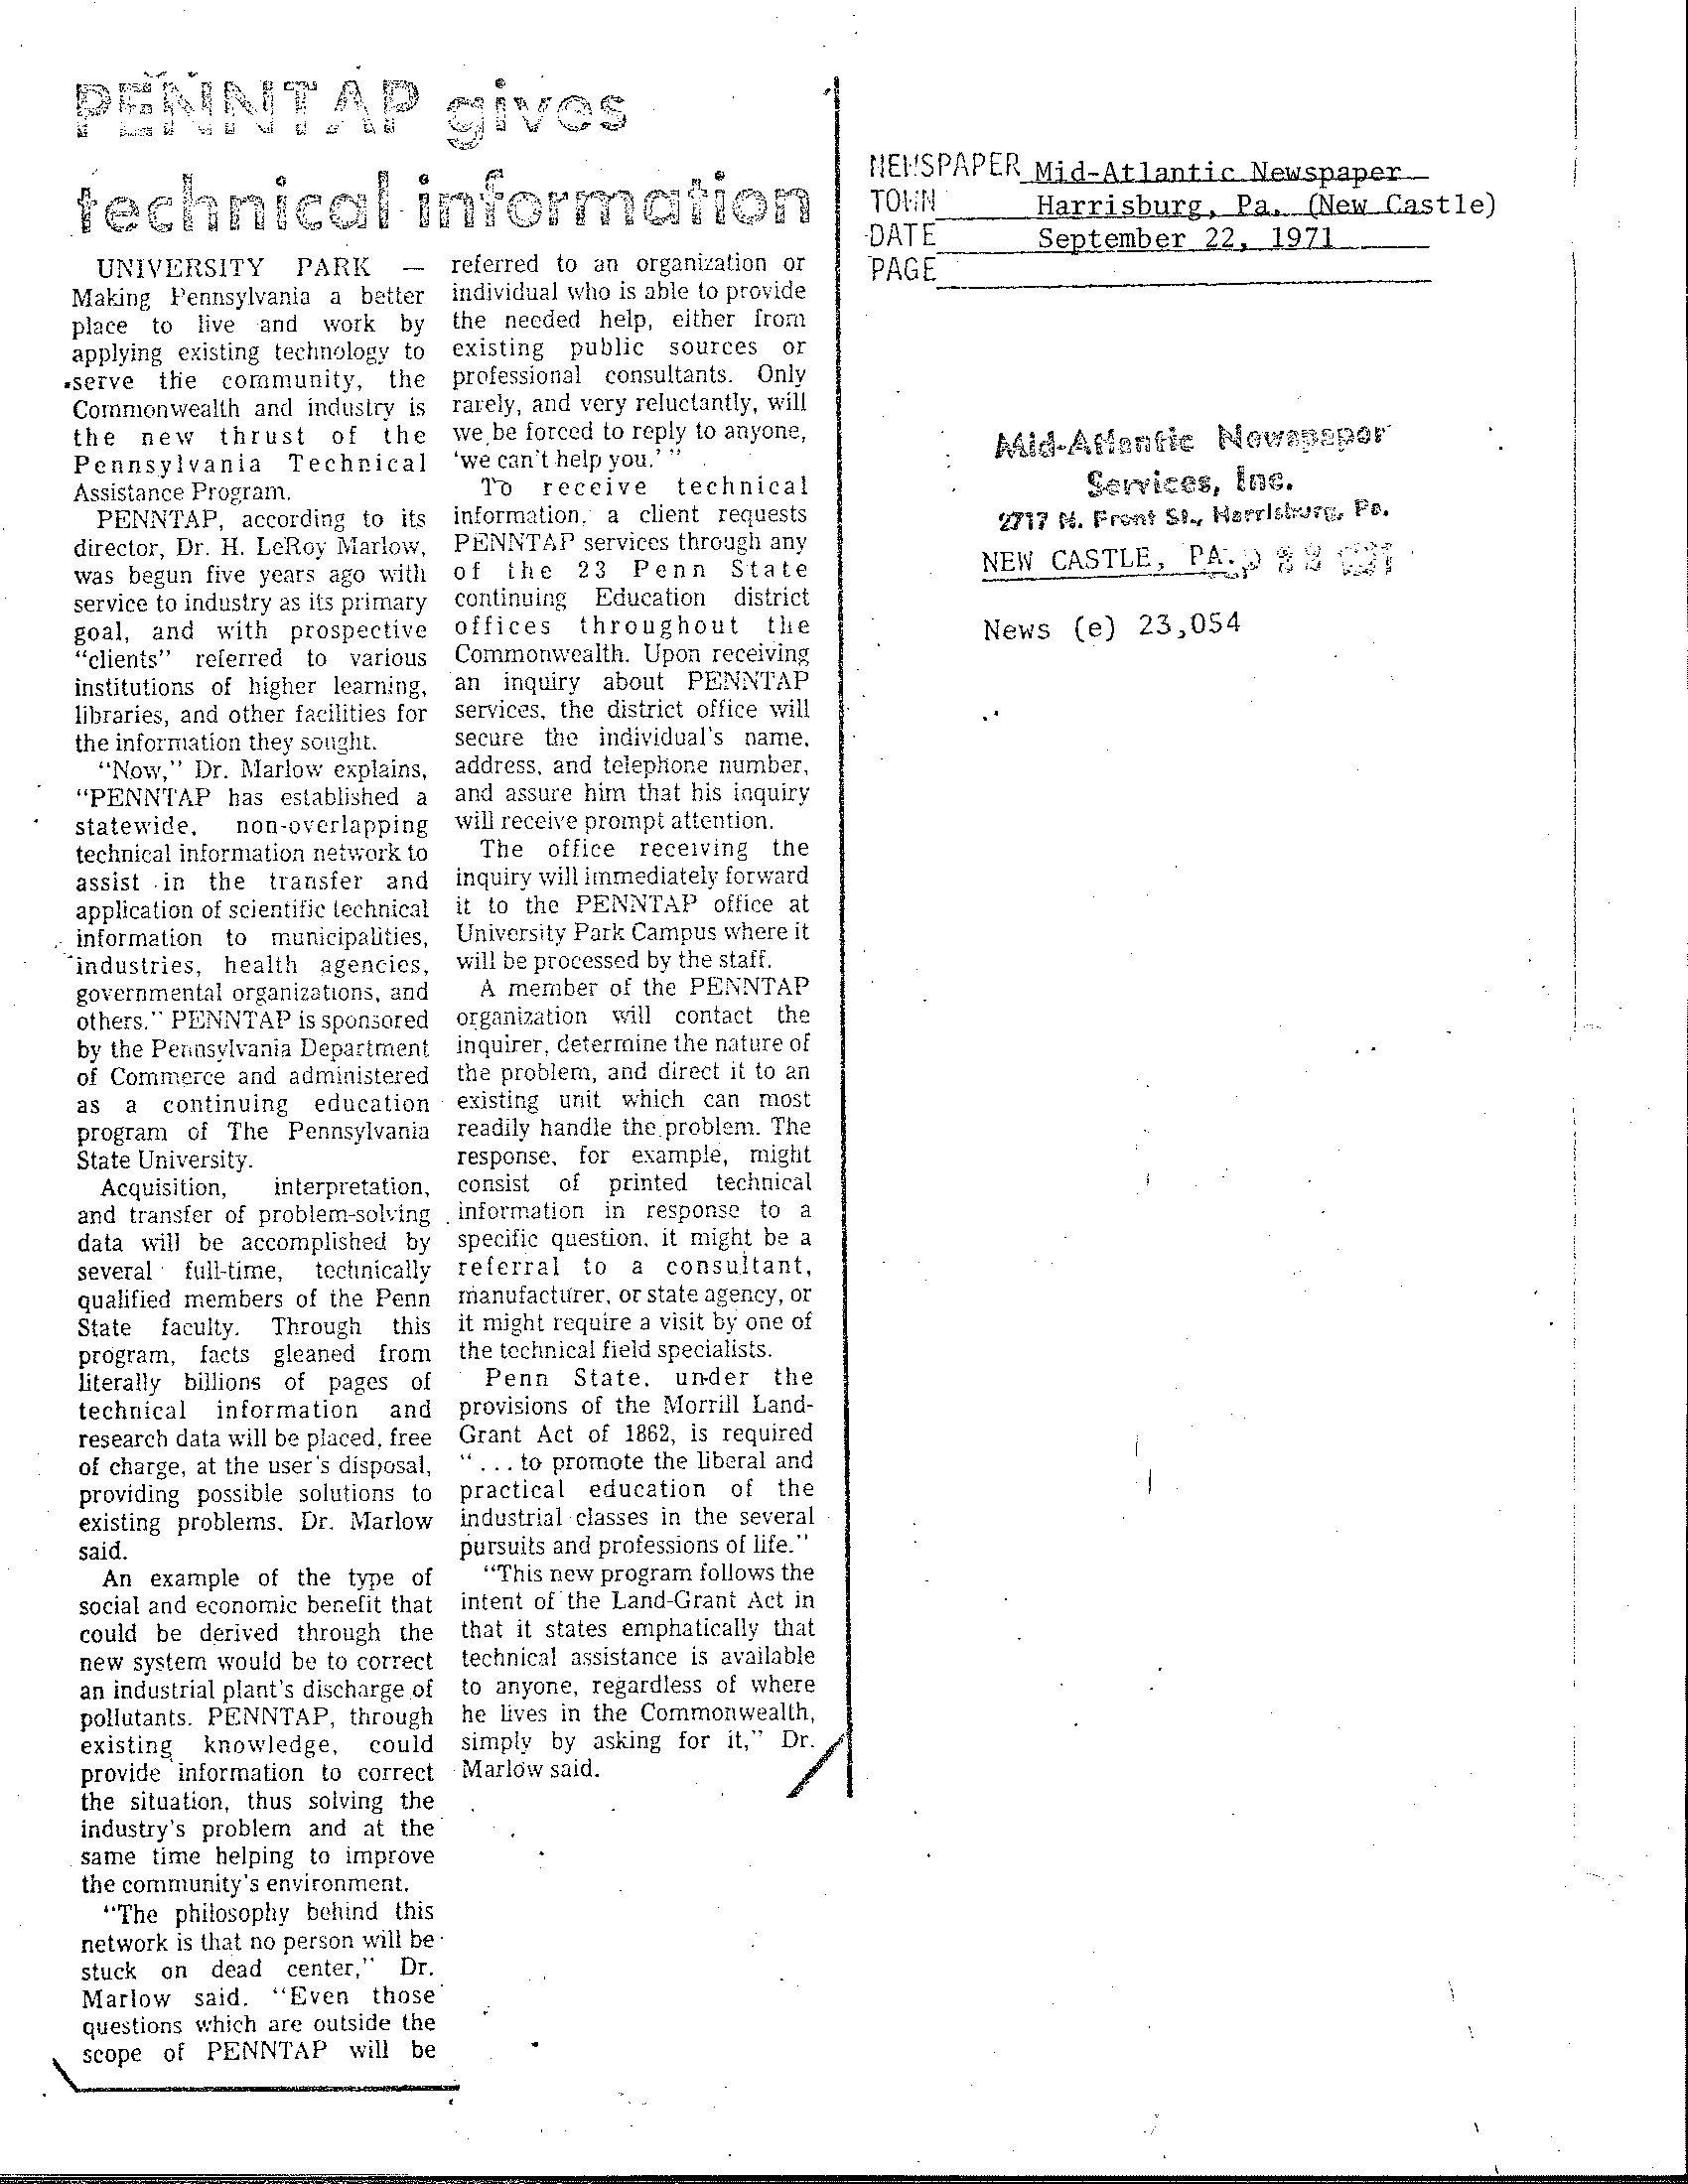 PENNTAP gives
technical information
UNIVERSITY PARK —
Making Pennsylvania a better
place to live and work by
applying existing technology to
serve the community, the
Commonwealth and industry is
the new thrust of the
Pennsylvania Technical
Assistance Program.
PENNTAP, according to its
director, Dr. H. LeRoy Marlow,
was begun five years ago with
service to industry as its primary
goal, and with prospective
“clients” referred to various
institutions of higher learning,
libraries, and other facilities for
the information they sought.
“Now,” Dr. Marlow explains,
“PENNTAP has established a
statewide, non-overlapping
technical information network to
assist in the transfer and
application of scientific technical
information to municipalities,
industries, health agencies,
governmental organizations, and
others.” PENNTAP is sponsored
by the Pennsylvania Department
of Commerce and administered
as a continuing education
program of The Pennsylvania
State University.
Acquisition, interpretation,
and transfer of problem-solving
data will be accomplished by
several full-time, technically
qualified members of the Penn
State faculty. Through this
program, facts gleaned from
literally billions of pages of
technical information and
research data will be placed, free
of charge, at the user's disposal,
providing possible solutions to
existing problems, Dr. Marlow
said.
An example of the type of
social and economic benefit that
could be derived through the
new system would be to correct
an industrial plant's discharge of
pollutants. PENNTAP, through
existing knowledge, could
provide information to correct
the situation, thus solving the
industry's problem and at the
same time helping to improve
the community's environment.
“The philosophy behind this
network is that no person will be
stuck on dead center,” Dr.
Marlow said. “Even those
questions which are outside the
scope of PENNTAP will be
referred to an organization or
individual who is able to provide
the needed help, either from
existing public sources or
professional consultants. Only
rarely, and very reluctantly, will
we be forced to reply to anyone,
‘we can't help you.’ ”
To receive technical
information, a client requests
PENNTAP services through any
of the 23 Penn State
continuing Education district
offices throughout the
Commonwealth. Upon receiving
an inquiry about PENNTAP
services, the district office will
secure the individual's name,
address, and telephone number,
and assure him that his inquiry
will receive prompt attention.
The office receiving the
inquiry will immediately forward
it to the PENNTAP office at
University Park Campus where it
will be processed by the staff.
A member of the PENNTAP
organization will contact the
inquirer, determine the nature of
the problem, and direct it to an
existing unit which can most
readily handle the problem. The
response, for example, might
consist of printed technical
information in response to a
specific question, it might be a
referral to a consultant,
manufacturer, or state agency, or
it might require a visit by one of
the technical field specialists.
Penn State, under the
provisions of the Morrill Land-
Grant Act of 1862, is required
“ . . . to promote the liberal and
practical education of the
industrial classes in the several
pursuits and professions of life.”
“This new program follows the
intent of the Land-Grant Act in
that it states emphatically that
technical assistance is available
to anyone, regardless of where
he lives in the Commonwealth,
simply by asking for it,” Dr.
Marlow said.
NEWSPAPER Mid-Atlantic Newspaper
TOWN Harrisburg, Pa. (New Castle)
DATE September 22, 1971
PAGE
Mid-Atlantic Newspaper
Services, Inc.
2717 N. Front St., Harrisburg, Pa.
NEW CASTLE, PA.
News (e) 23,054